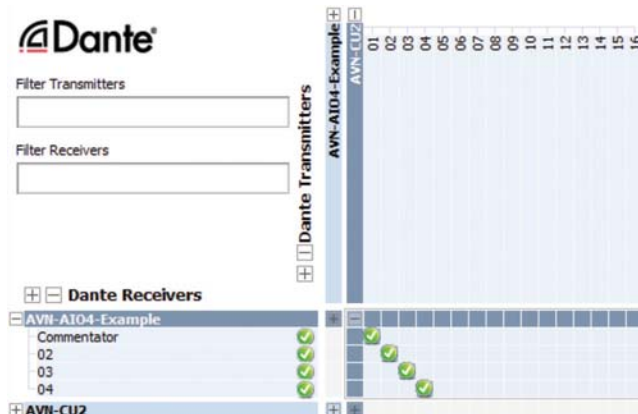 Dante®
Filter Transmitters
Filter Receivers
Dante Transmitters
AVN-AIO4-Example
AVN-CU2
01 02 03 04 05 06 07 08 09 10 11 12 13 14 15 16
Dante Receivers
AVN-AIO4-Example
Commentator
02
03
04
AVN-CU2